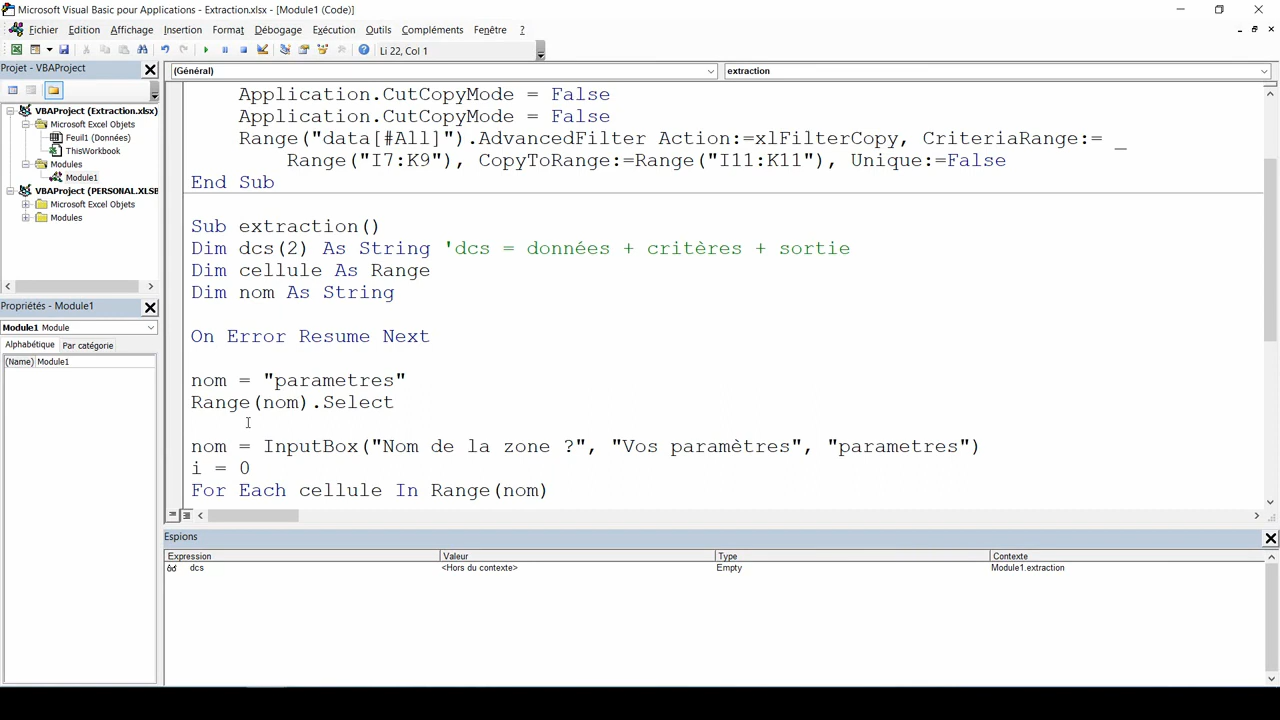 Microsoft Visual Basic pour Applications - Extraction.xlsx - [Module1 (Code)]
Fichier Edition Affichage Insertion Format Débogage Exécution Outils Compléments Fenêtre ?
Li 22, Col 1
Projet - VBAProject
VBAProject (Extraction.xlsx)
Microsoft Excel Objets
Feuil1 (Données)
ThisWorkbook
Modules
Module1
VBAProject (PERSONAL.XLSB
Microsoft Excel Objets
Modules
Propriétés - Module1
Module1 Module
Alphabétique Par catégorie
(Name) Module1
(Général) extraction
Application.CutCopyMode = False
Application.CutCopyMode = False
Range("data[#All]").AdvancedFilter Action:=xlFilterCopy, CriteriaRange:= _
Range("I7:K9"), CopyToRange:=Range("I11:K11"), Unique:=False
End Sub
Sub extraction()
Dim dcs(2) As String 'dcs = données + critères + sortie
Dim cellule As Range
Dim nom As String
On Error Resume Next
nom = "parametres"
Range(nom).Select
nom = InputBox("Nom de la zone ?", "Vos paramètres", "parametres")
i = 0
For Each cellule In Range(nom)
Espions
Expression Valeur Type Contexte
dcs <Hors du contexte> Empty Module1.extraction